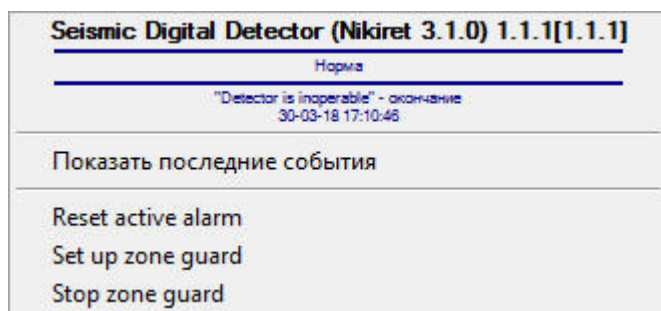 Seismic Digital Detector (Nikiret 3.1.0) 1.1.1[1.1.1]
Норма
"Detector is inoperable" - окончание
30-03-18 17:10:46
Показать последние события
Reset active alarm
Set up zone guard
Stop zone guard